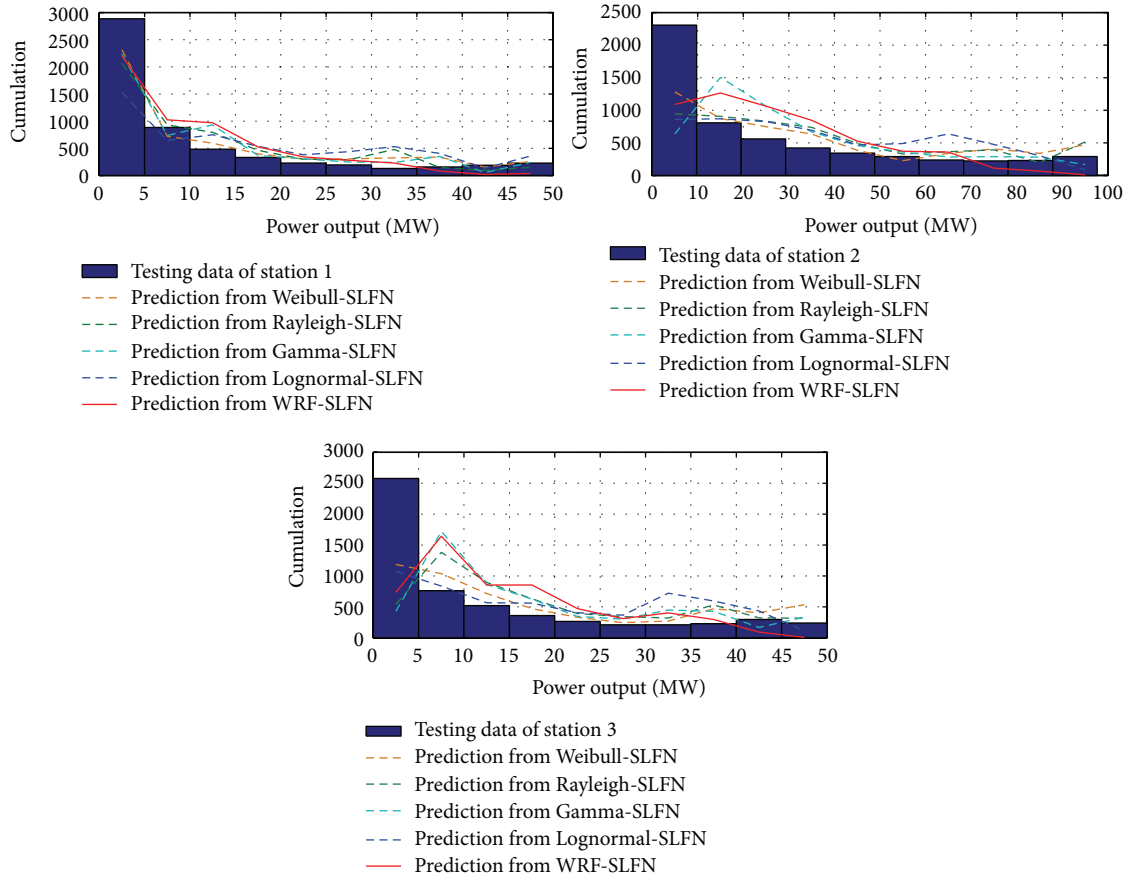 3000
2500
2000
1500
1000
500
0
Cumulation
0 5 10 15 20 25 30 35 40 45 50
Power output (MW)
Testing data of station 1
Prediction from Weibull-SLFN
Prediction from Rayleigh-SLFN
Prediction from Gamma-SLFN
Prediction from Lognormal-SLFN
Prediction from WRF-SLFN
2500
2000
1500
1000
500
0
Cumulation
0 10 20 30 40 50 60 70 80 90 100
Power output (MW)
Testing data of station 2
Prediction from Weibull-SLFN
Prediction from Rayleigh-SLFN
Prediction from Gamma-SLFN
Prediction from Lognormal-SLFN
Prediction from WRF-SLFN
3000
2500
2000
1500
1000
500
0
Cumulation
0 5 10 15 20 25 30 35 40 45 50
Power output (MW)
Testing data of station 3
Prediction from Weibull-SLFN
Prediction from Rayleigh-SLFN
Prediction from Gamma-SLFN
Prediction from Lognormal-SLFN
Prediction from WRF-SLFN